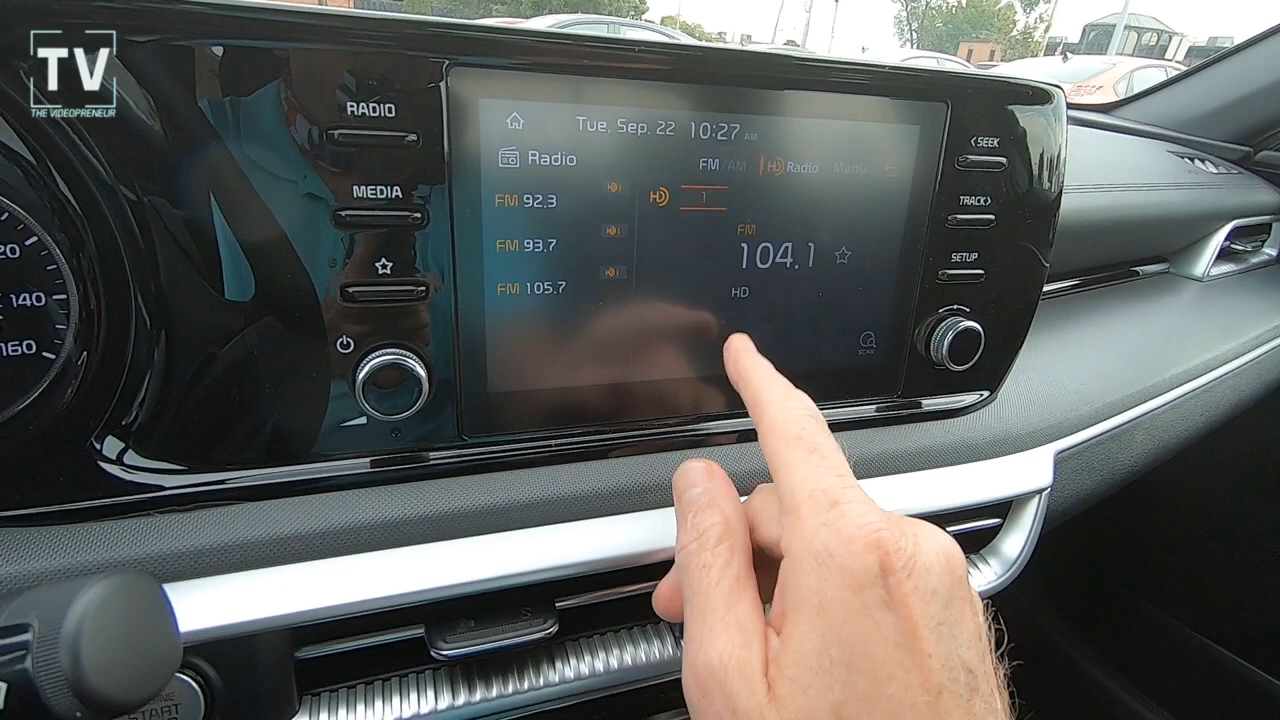 TV
THE VIDEOPRENEUR
RADIO
MEDIA
Tue, Sep. 22 10:27 AM
Radio
FM/AM HD Radio Menu
FM 92.3
FM 93.7
FM 105.7
HD 1
FM
104.1
HD
SCAN
< SEEK
TRACK >
SETUP
20
140
160
START